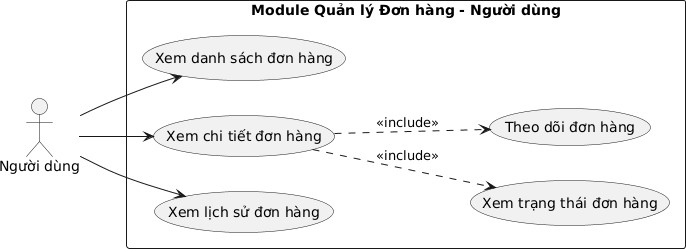 Module Quản lý Đơn hàng - Người dùng
Xem danh sách đơn hàng
Người dùng
Xem chi tiết đơn hàng
«include»
Theo dõi đơn hàng
«include»
Xem trạng thái đơn hàng
Xem lịch sử đơn hàng